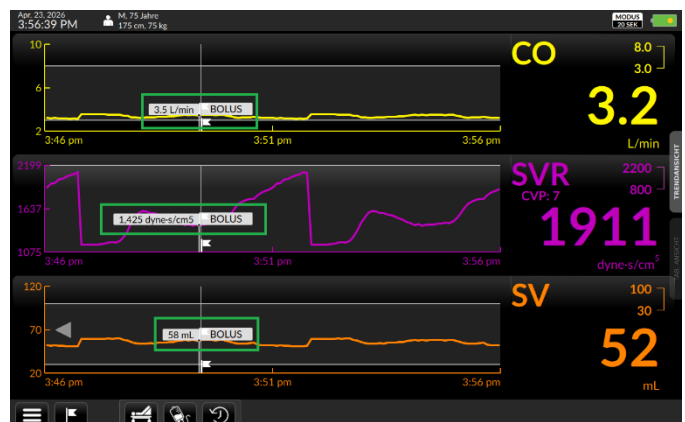 Apr. 23, 2026
3:56:39 PM
M, 75 Jahre
175 cm, 75 kg
MODUS
20 SEK
10
6
2
3.5 L/min BOLUS
3:46 pm 3:51 pm 3:56 pm
CO
8.0
3.0
3.2
L/min
TRENDANSICHT
2199
1637
1075
1,425 dyne-s/cm5 BOLUS
3:46 pm 3:51 pm 3:56 pm
SVR
CVP: 7
2200
800
1911
dyne-s/cm5
120
70
20
58 mL BOLUS
3:46 pm 3:51 pm 3:56 pm
SV
100
30
52
mL